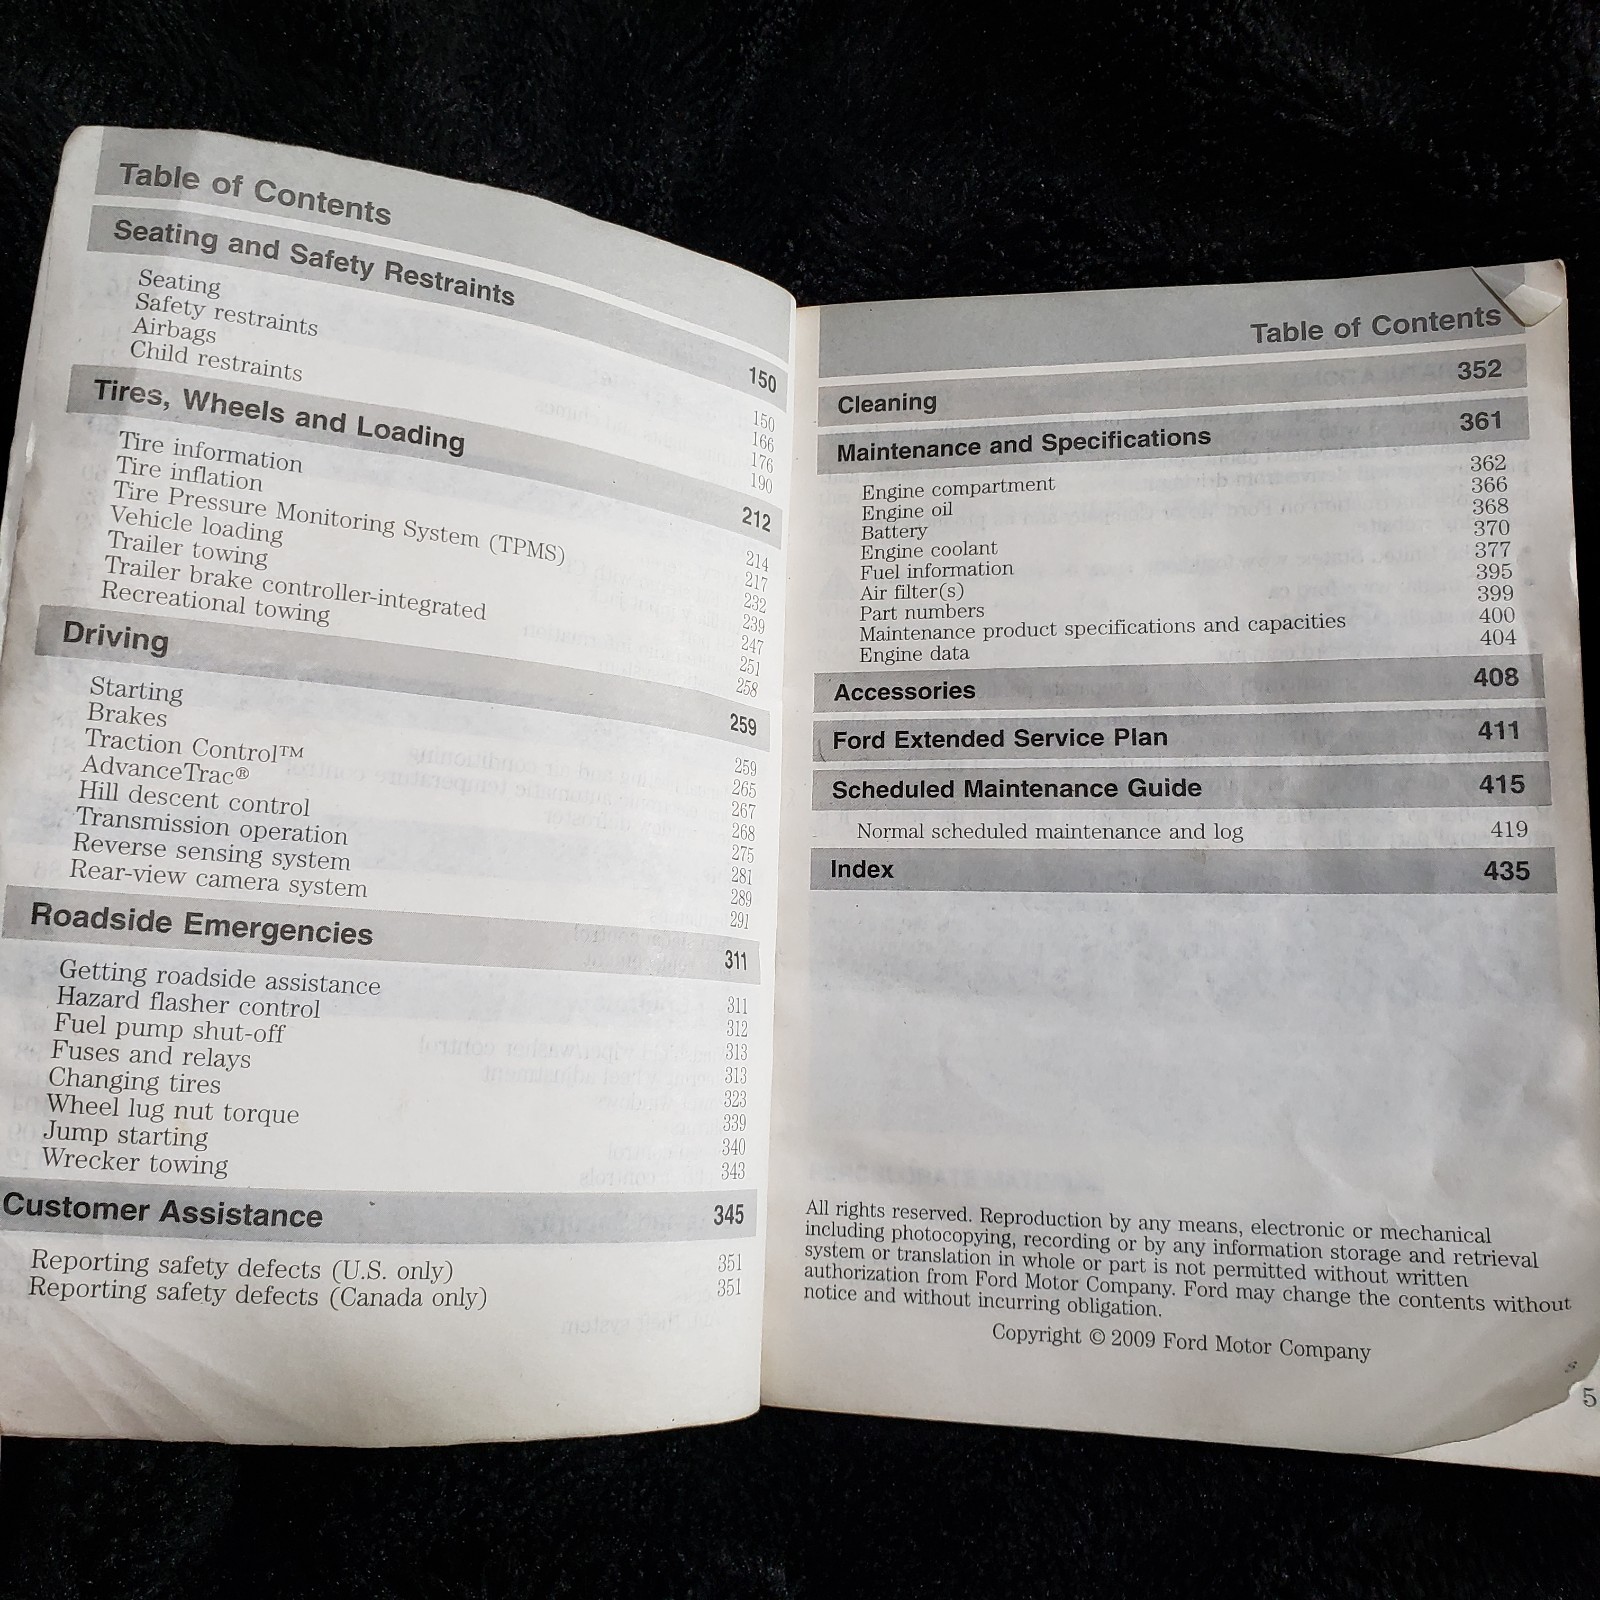 Table of Contents
Seating and Safety Restraints 150
Seating 150
Safety restraints 166
Airbags 176
Child restraints 190
Tires, Wheels and Loading 212
Tire information 214
Tire inflation 217
Tire Pressure Monitoring System (TPMS) 232
Vehicle loading 239
Trailer towing 247
Trailer brake controller-integrated 251
Recreational towing 258
Driving 259
Starting 259
Brakes 265
Traction Control™ 267
AdvanceTrac® 268
Hill descent control 275
Transmission operation 281
Reverse sensing system 289
Rear-view camera system 291
Roadside Emergencies 311
Getting roadside assistance 311
Hazard flasher control 312
Fuel pump shut-off 313
Fuses and relays 313
Changing tires 323
Wheel lug nut torque 339
Jump starting 340
Wrecker towing 343
Customer Assistance 345
Reporting safety defects (U.S. only) 351
Reporting safety defects (Canada only) 351
Table of Contents
Cleaning 352
Maintenance and Specifications 361
Engine compartment 362
Engine oil 366
Battery 368
Engine coolant 370
Fuel information 377
Air filter(s) 395
Part numbers 399
Maintenance product specifications and capacities 400
Engine data 404
Accessories 408
Ford Extended Service Plan 411
Scheduled Maintenance Guide 415
Normal scheduled maintenance and log 419
Index 435
All rights reserved. Reproduction by any means, electronic or mechanical
including photocopying, recording or by any information storage and retrieval
system or translation in whole or part is not permitted without written
authorization from Ford Motor Company. Ford may change the contents without
notice and without incurring obligation.
Copyright © 2009 Ford Motor Company
5